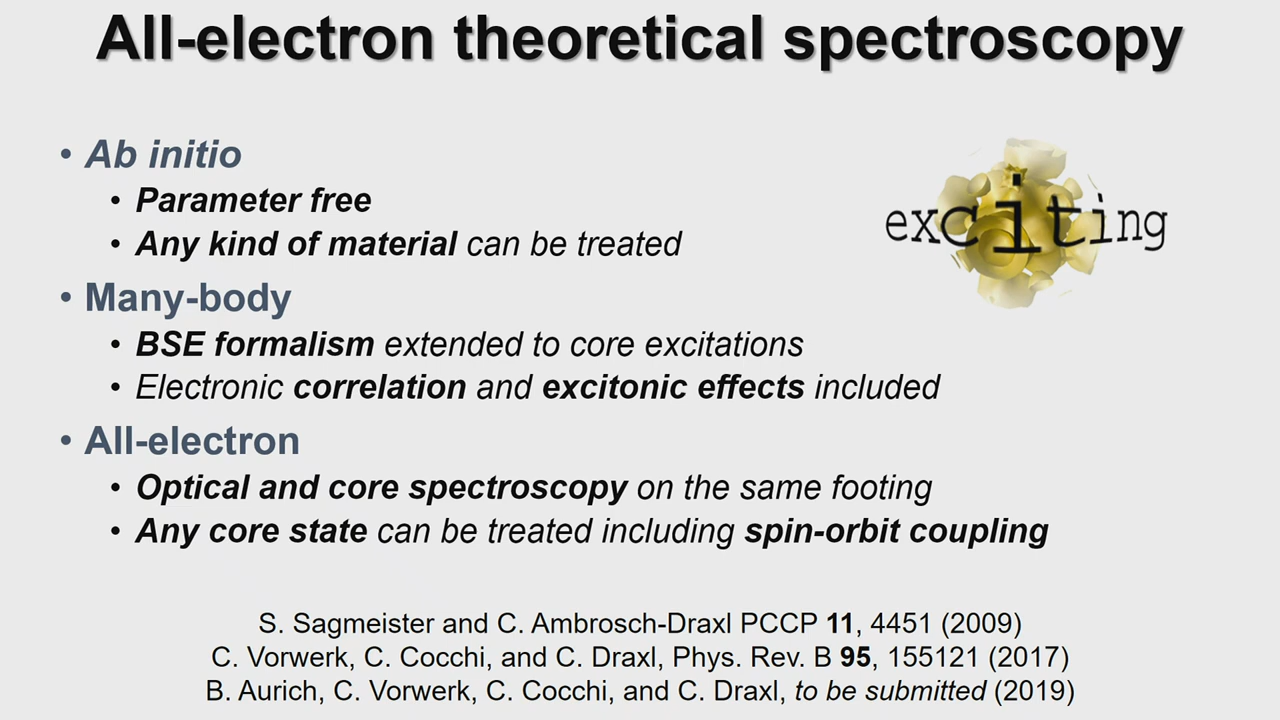 All-electron theoretical spectroscopy
• Ab initio
• Parameter free
• Any kind of material can be treated
exciting
• Many-body
• BSE formalism extended to core excitations
• Electronic correlation and excitonic effects included
• All-electron
• Optical and core spectroscopy on the same footing
• Any core state can be treated including spin-orbit coupling
S. Sagmeister and C. Ambrosch-Draxl PCCP 11, 4451 (2009)
C. Vorwerk, C. Cocchi, and C. Draxl, Phys. Rev. B 95, 155121 (2017)
B. Aurich, C. Vorwerk, C. Cocchi, and C. Draxl, to be submitted (2019)